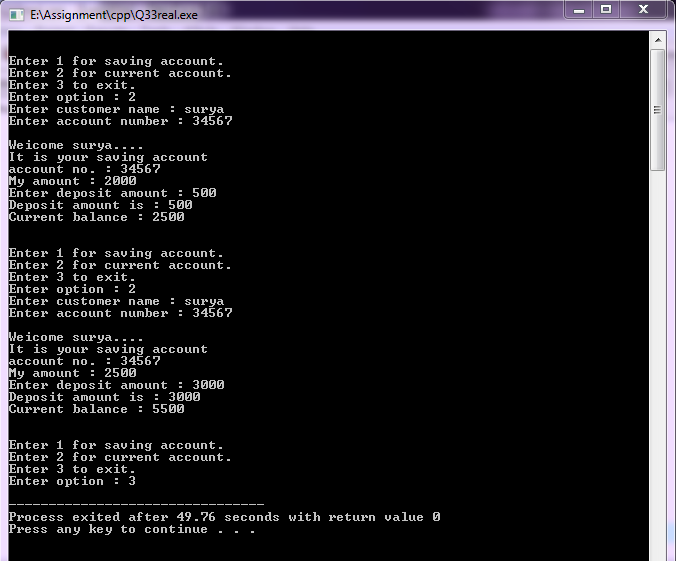 E:\Assignment\cpp\Q33real.exe
Enter 1 for saving account.
Enter 2 for current account.
Enter 3 to exit.
Enter option : 2
Enter customer name : surya
Enter account number : 34567
Weicome surya....
It is your saving account
account no. : 34567
My amount : 2000
Enter deposit amount : 500
Deposit amount is : 500
Current balance : 2500
Enter 1 for saving account.
Enter 2 for current account.
Enter 3 to exit.
Enter option : 2
Enter customer name : surya
Enter account number : 34567
Weicome surya....
It is your saving account
account no. : 34567
My amount : 2500
Enter deposit amount : 3000
Deposit amount is : 3000
Current balance : 5500
Enter 1 for saving account.
Enter 2 for current account.
Enter 3 to exit.
Enter option : 3
--------------------------------
Process exited after 49.76 seconds with return value 0
Press any key to continue . . .